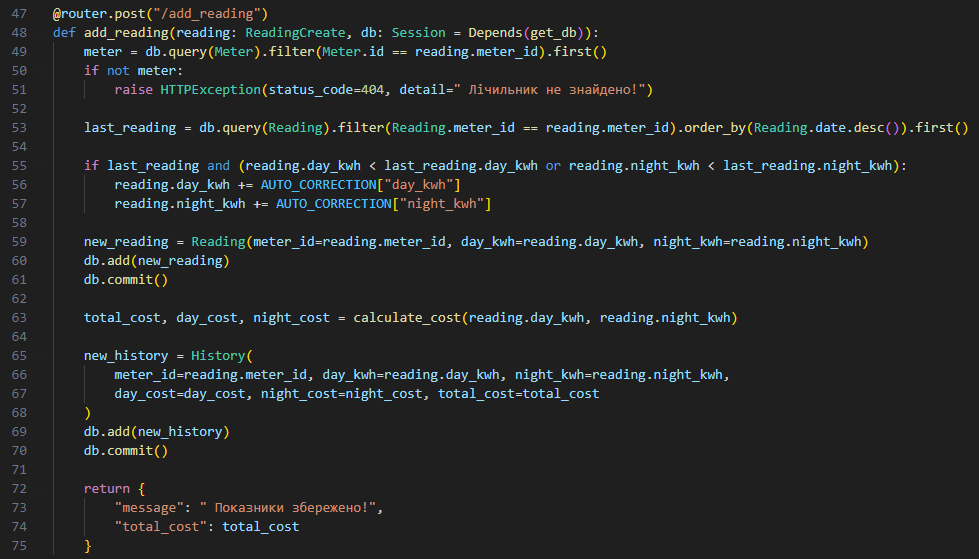 47 @router.post("/add_reading")
48 def add_reading(reading: ReadingCreate, db: Session = Depends(get_db)):
49     meter = db.query(Meter).filter(Meter.id == reading.meter_id).first()
50     if not meter:
51         raise HTTPException(status_code=404, detail=" Лічильник не знайдено!")
52
53     last_reading = db.query(Reading).filter(Reading.meter_id == reading.meter_id).order_by(Reading.date.desc()).first()
54
55     if last_reading and (reading.day_kwh < last_reading.day_kwh or reading.night_kwh < last_reading.night_kwh):
56         reading.day_kwh += AUTO_CORRECTION["day_kwh"]
57         reading.night_kwh += AUTO_CORRECTION["night_kwh"]
58
59     new_reading = Reading(meter_id=reading.meter_id, day_kwh=reading.day_kwh, night_kwh=reading.night_kwh)
60     db.add(new_reading)
61     db.commit()
62
63     total_cost, day_cost, night_cost = calculate_cost(reading.day_kwh, reading.night_kwh)
64
65     new_history = History(
66         meter_id=reading.meter_id, day_kwh=reading.day_kwh, night_kwh=reading.night_kwh,
67         day_cost=day_cost, night_cost=night_cost, total_cost=total_cost
68     )
69     db.add(new_history)
70     db.commit()
71
72     return {
73         "message": " Показники збережено!",
74         "total_cost": total_cost
75     }